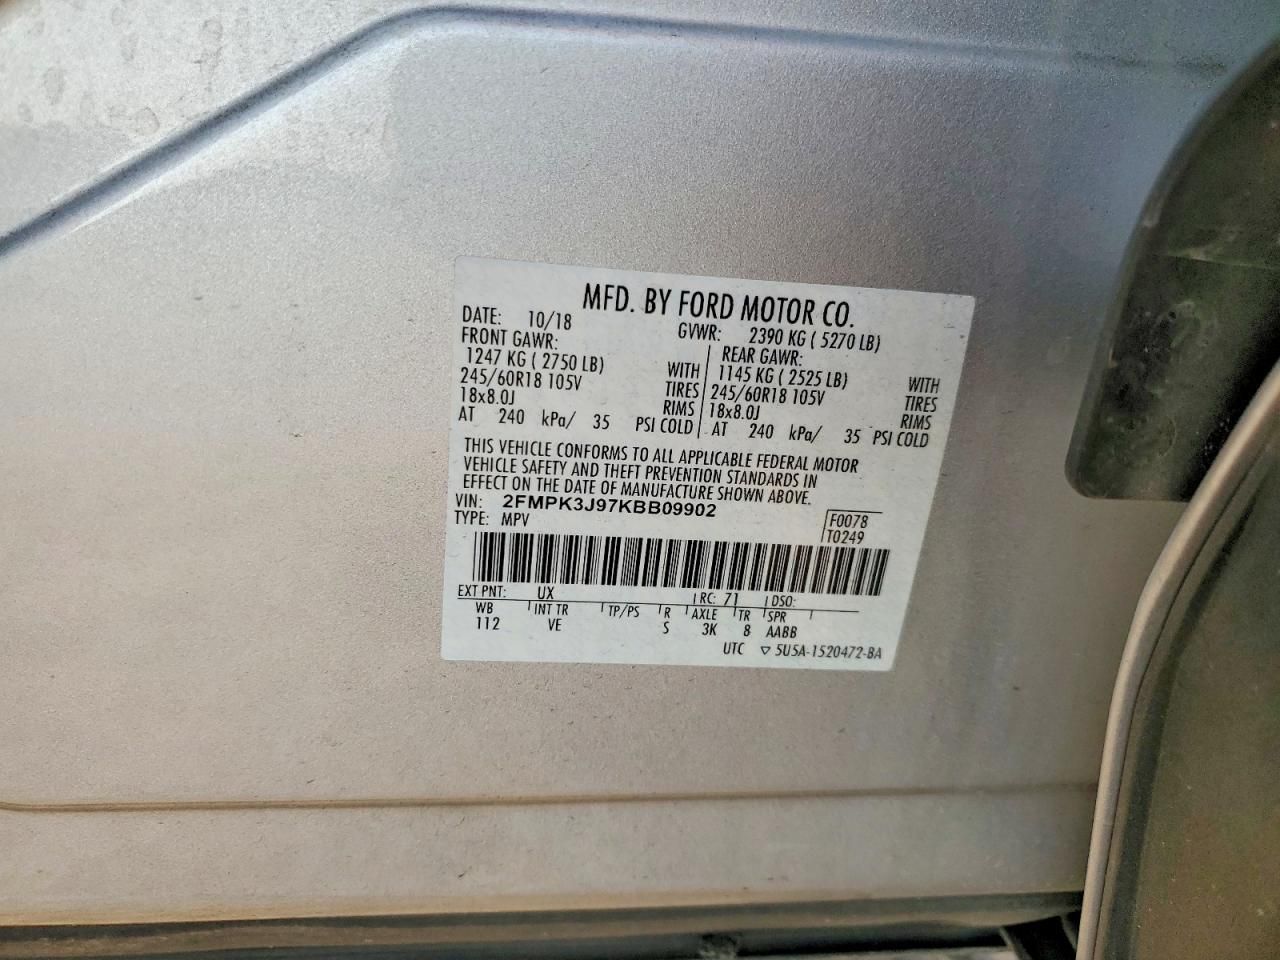 MFD. BY FORD MOTOR CO.
DATE: 10/18 GVWR: 2390 KG ( 5270 LB)
FRONT GAWR: REAR GAWR:
1247 KG ( 2750 LB) WITH 1145 KG ( 2525 LB) WITH
245/60R18 105V TIRES 245/60R18 105V TIRES
18x8.0J RIMS 18x8.0J RIMS
AT 240 kPa/ 35 PSI COLD AT 240 kPa/ 35 PSI COLD
THIS VEHICLE CONFORMS TO ALL APPLICABLE FEDERAL MOTOR
VEHICLE SAFETY AND THEFT PREVENTION STANDARDS IN
EFFECT ON THE DATE OF MANUFACTURE SHOWN ABOVE.
VIN: 2FMPK3J97KBB09902
TYPE: MPV
F0078
T0249
EXT PNT: UX RC: 71 DSO:
WB INT TR TP/PS R AXLE TR SPR
112 VE S 3K 8 AABB
UTC ▽ 5U5A-1520472-BA